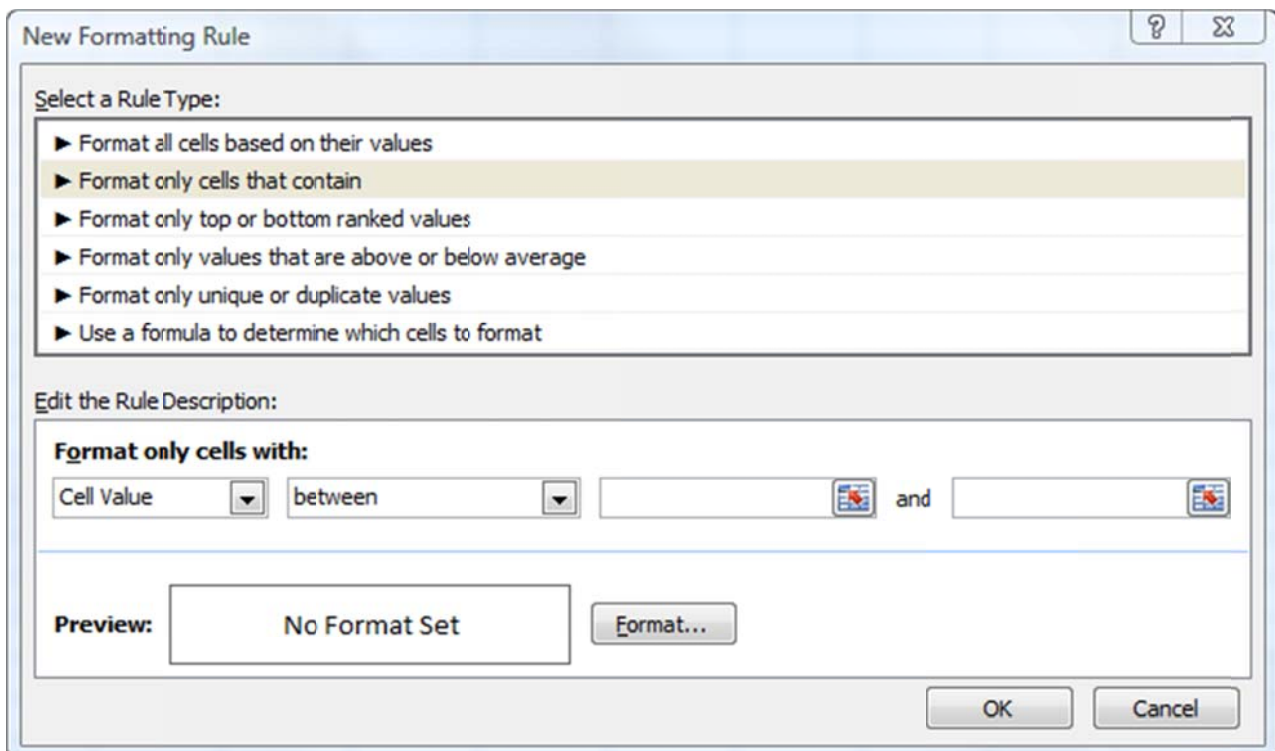 New Formatting Rule
?
Select a Rule Type:
► Format all cells based on their values
► Format only cells that contain
► Format only top or bottom ranked values
► Format only values that are above or below average
► Format only unique or duplicate values
► Use a formula to determine which cells to format
Edit the Rule Description:
Format only cells with:
Cell Value between and
Preview: No Format Set Format...
OK Cancel